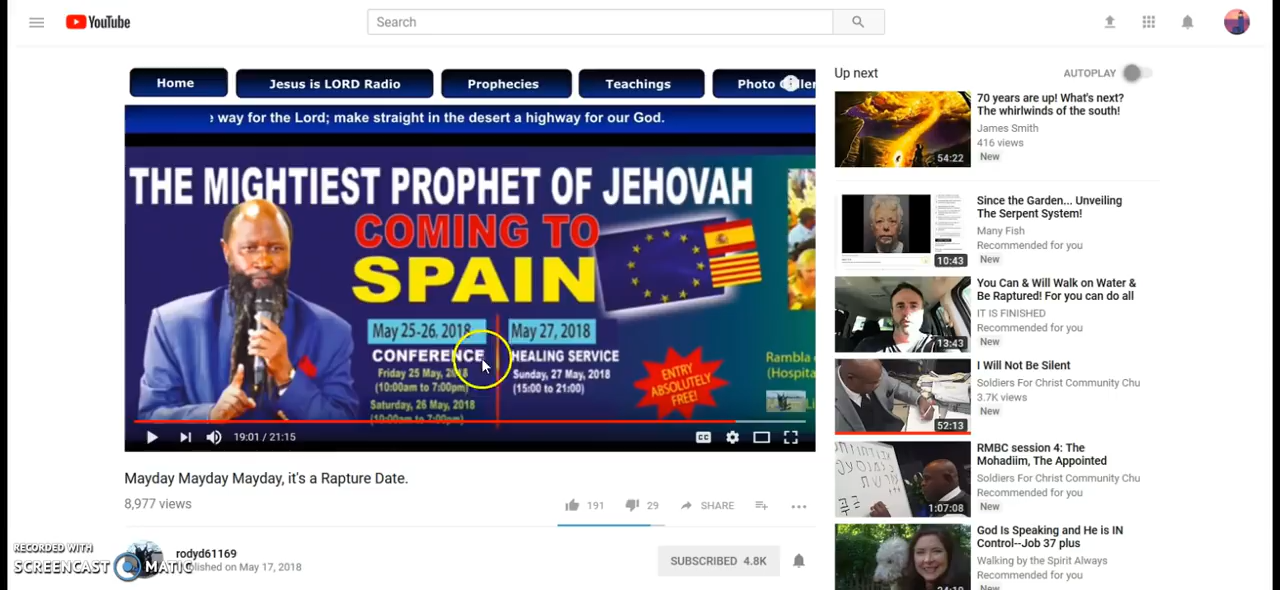 YouTube
Search
Home
Jesus is LORD Radio
Prophecies
Teachings
Photo
way for the Lord; make straight in the desert a highway for our God.
THE MIGHTIEST PROPHET OF JEHOVAH
COMING TO
SPAIN
May 25-26, 2018
May 27, 2018
CONFERENCE
HEALING SERVICE
Friday 25 May, 2018
(10:00am to 7:00pm)
Saturday, 26 May, 2018
(10:00am to 7:00pm)
Sunday, 27 May, 2018
(15:00 to 21:00)
ENTRY
ABSOLUTELY
FREE!
Rambla
(Hospita
19:01 / 21:15
CC
Mayday Mayday Mayday, it's a Rapture Date.
8,977 views
191
29
SHARE
rodyd61169
blished on May 17, 2018
SUBSCRIBED 4.8K
RECORDED WITH
SCREENCAST MATIC
Up next
AUTOPLAY
70 years are up! What's next?
The whirlwinds of the south!
James Smith
416 views
New
54:22
Since the Garden... Unveiling
The Serpent System!
Many Fish
Recommended for you
New
10:43
You Can & Will Walk on Water &
Be Raptured! For you can do all
IT IS FINISHED
Recommended for you
New
13:43
I Will Not Be Silent
Soldiers For Christ Community Chu
3.7K views
New
52:13
RMBC session 4: The
Mohadiim, The Appointed
Soldiers For Christ Community Chu
Recommended for you
New
1:07:08
God Is Speaking and He is IN
Control--Job 37 plus
Walking by the Spirit Always
Recommended for you
New